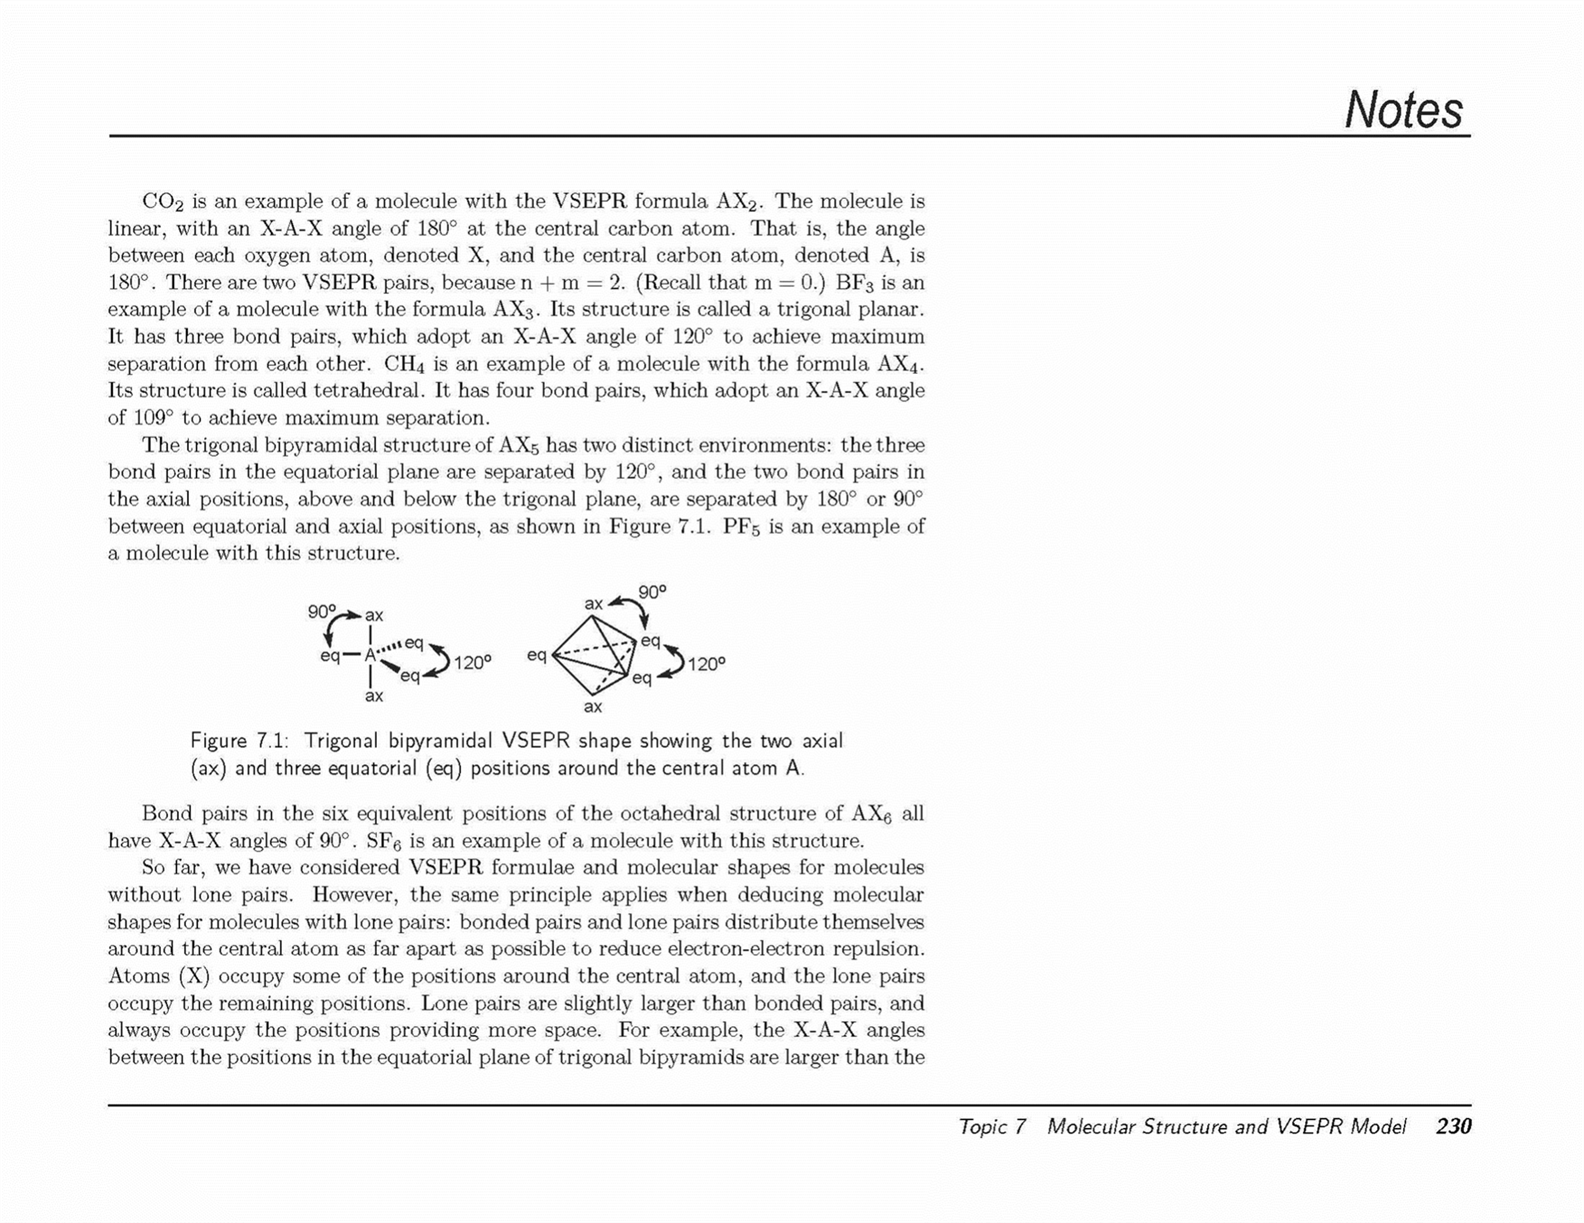 Notes
CO₂ is an example of a molecule with the VSEPR formula AX₂. The molecule is
linear, with an X-A-X angle of 180° at the central carbon atom. That is, the angle
between each oxygen atom, denoted X, and the central carbon atom, denoted A, is
180°. There are two VSEPR pairs, because n + m = 2. (Recall that m = 0.) BF₃ is an
example of a molecule with the formula AX₃. Its structure is called a trigonal planar.
It has three bond pairs, which adopt an X-A-X angle of 120° to achieve maximum
separation from each other. CH₄ is an example of a molecule with the formula AX₄.
Its structure is called tetrahedral. It has four bond pairs, which adopt an X-A-X angle
of 109° to achieve maximum separation.
The trigonal bipyramidal structure of AX₅ has two distinct environments: the three
bond pairs in the equatorial plane are separated by 120°, and the two bond pairs in
the axial positions, above and below the trigonal plane, are separated by 180° or 90°
between equatorial and axial positions, as shown in Figure 7.1. PF₅ is an example of
a molecule with this structure.
90° ax
eq A eq
eq 120°
ax
ax 90°
eq eq
eq 120°
ax
Figure 7.1: Trigonal bipyramidal VSEPR shape showing the two axial
(ax) and three equatorial (eq) positions around the central atom A.
Bond pairs in the six equivalent positions of the octahedral structure of AX₆ all
have X-A-X angles of 90°. SF₆ is an example of a molecule with this structure.
So far, we have considered VSEPR formulae and molecular shapes for molecules
without lone pairs. However, the same principle applies when deducing molecular
shapes for molecules with lone pairs: bonded pairs and lone pairs distribute themselves
around the central atom as far apart as possible to reduce electron-electron repulsion.
Atoms (X) occupy some of the positions around the central atom, and the lone pairs
occupy the remaining positions. Lone pairs are slightly larger than bonded pairs, and
always occupy the positions providing more space. For example, the X-A-X angles
between the positions in the equatorial plane of trigonal bipyramids are larger than the
Topic 7 Molecular Structure and VSEPR Model 230